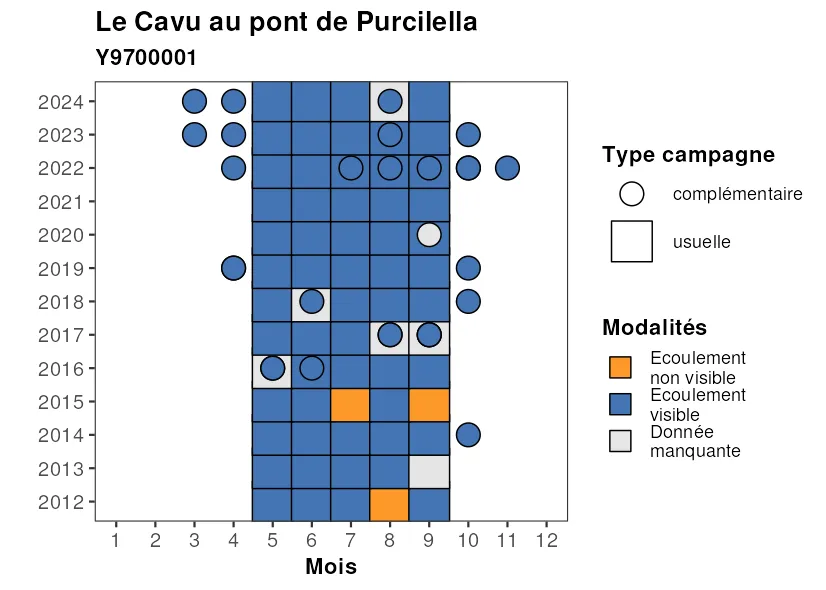 Le Cavu au pont de Purcilella
Y9700001
2024
2023
2022
2021
2020
2019
2018
2017
2016
2015
2014
2013
2012
1 2 3 4 5 6 7 8 9 10 11 12
Mois
Type campagne
complémentaire
usuelle
Modalités
Ecoulement
non visible
Ecoulement
visible
Donnée
manquante